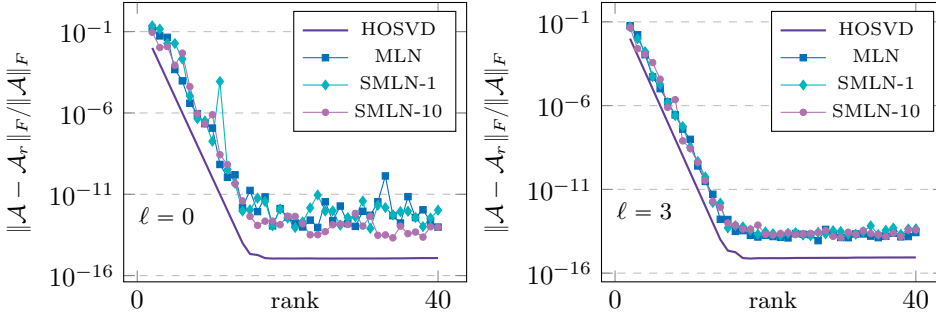 ‖𝒜 − 𝒜_r‖_F/‖𝒜‖_F
10^−1
10^−6
10^−11
10^−16
HOSVD
MLN
SMLN-1
SMLN-10
ℓ = 0
0
rank
40
‖𝒜 − 𝒜_r‖_F/‖𝒜‖_F
10^−1
10^−6
10^−11
10^−16
HOSVD
MLN
SMLN-1
SMLN-10
ℓ = 3
0
rank
40